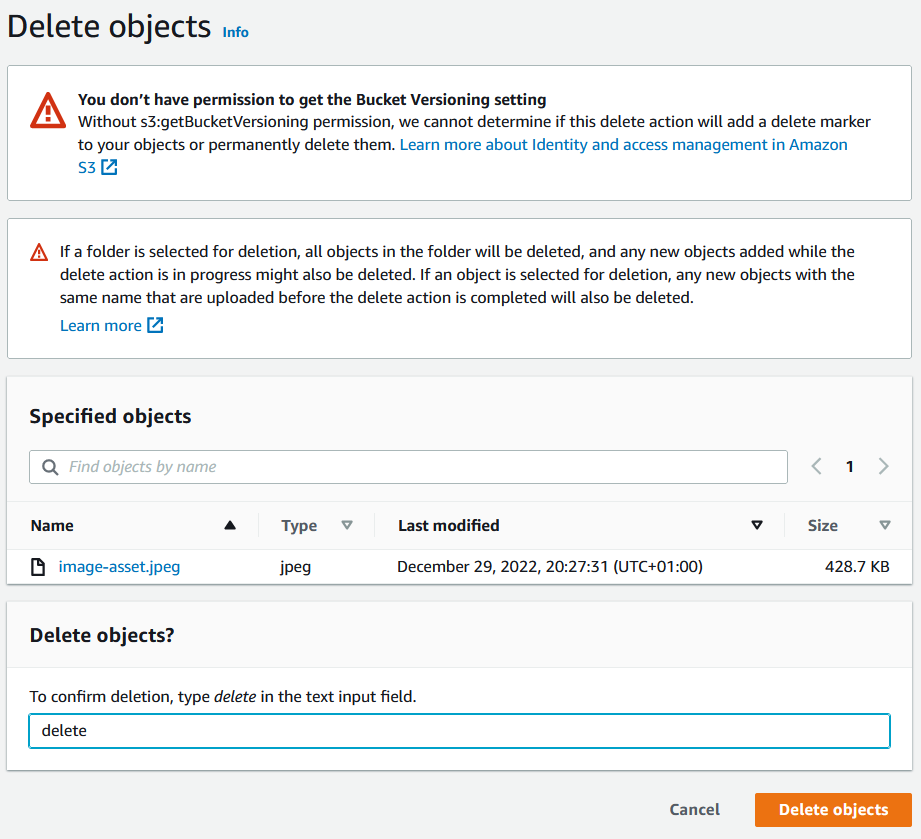 Delete objects Info
You don’t have permission to get the Bucket Versioning setting
Without s3:getBucketVersioning permission, we cannot determine if this delete action will add a delete marker
to your objects or permanently delete them. Learn more about Identity and access management in Amazon
S3
If a folder is selected for deletion, all objects in the folder will be deleted, and any new objects added while the
delete action is in progress might also be deleted. If an object is selected for deletion, any new objects with the
same name that are uploaded before the delete action is completed will also be deleted.
Learn more
Specified objects
Find objects by name 1
Name Type Last modified Size
image-asset.jpeg jpeg December 29, 2022, 20:27:31 (UTC+01:00) 428.7 KB
Delete objects?
To confirm deletion, type delete in the text input field.
delete
Cancel Delete objects